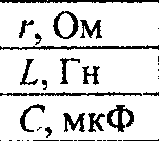 r, Ом
L, Гн
C, мкФ